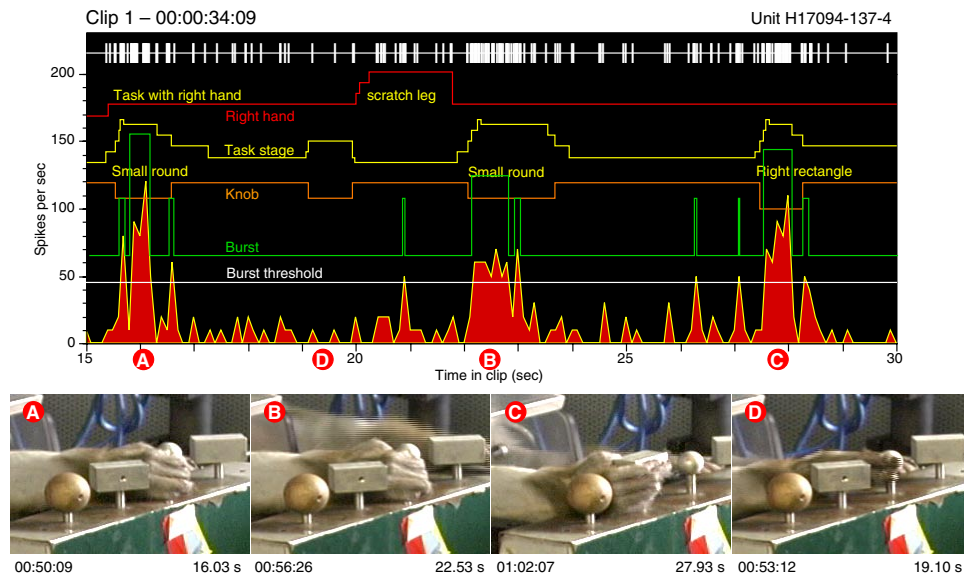 Clip 1 – 00:00:34:09 Unit H17094-137-4
200
Task with right hand scratch leg
Right hand
150
Task stage
Small round Small round Right rectangle
Knob
100
Spikes per sec
Burst
Burst threshold
50
0
15 20 25 30
A D B C
Time in clip (sec)
A B C D
00:50:09 16.03 s 00:56:26 22.53 s 01:02:07 27.93 s 00:53:12 19.10 s